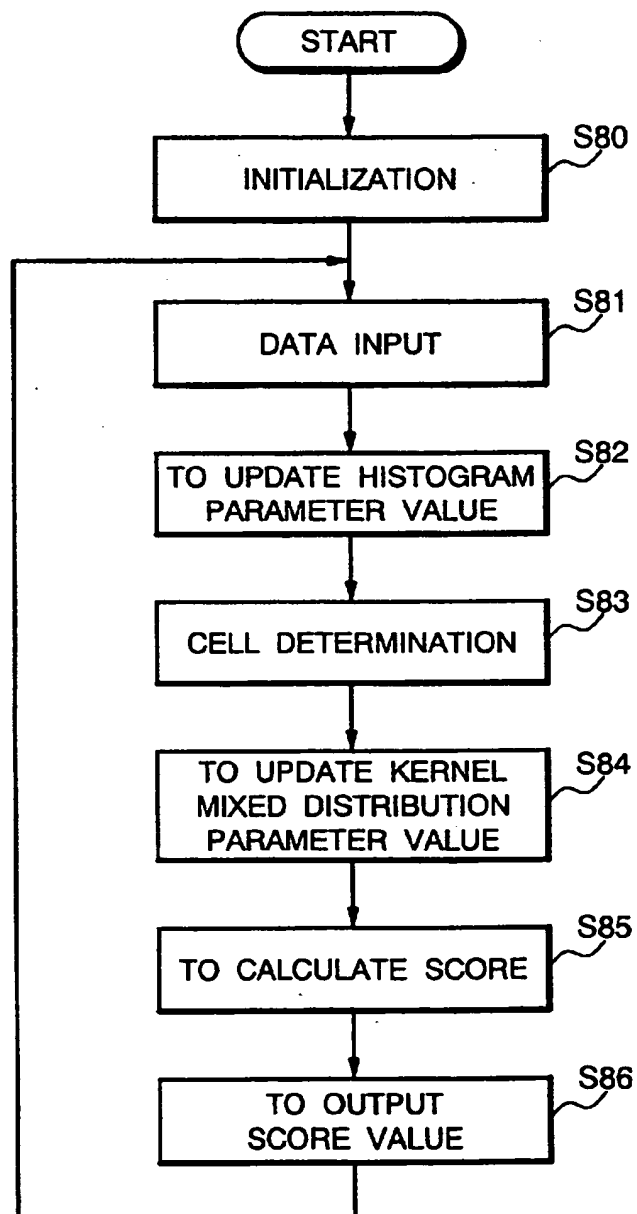 START
S80
INITIALIZATION
S81
DATA INPUT
S82
TO UPDATE HISTOGRAM
PARAMETER VALUE
S83
CELL DETERMINATION
S84
TO UPDATE KERNEL
MIXED DISTRIBUTION
PARAMETER VALUE
S85
TO CALCULATE SCORE
S86
TO OUTPUT
SCORE VALUE